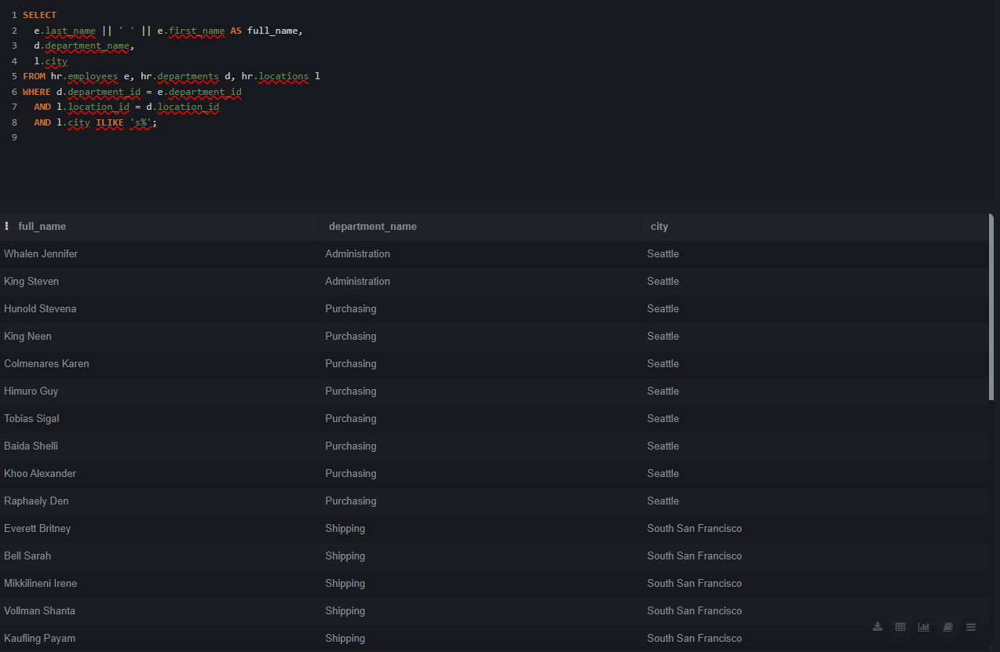 1 SELECT
2   e.last_name || ' ' || e.first_name AS full_name,
3   d.department_name,
4   l.city
5 FROM hr.employees e, hr.departments d, hr.locations l
6 WHERE d.department_id = e.department_id
7   AND l.location_id = d.location_id
8   AND l.city ILIKE 's%';
9
full_name department_name city
Whalen Jennifer Administration Seattle
King Steven Administration Seattle
Hunold Stevena Purchasing Seattle
King Neen Purchasing Seattle
Colmenares Karen Purchasing Seattle
Himuro Guy Purchasing Seattle
Tobias Sigal Purchasing Seattle
Baida Shelli Purchasing Seattle
Khoo Alexander Purchasing Seattle
Raphaely Den Purchasing Seattle
Everett Britney Shipping South San Francisco
Bell Sarah Shipping South San Francisco
Mikkilineni Irene Shipping South San Francisco
Vollman Shanta Shipping South San Francisco
Kaufling Payam Shipping South San Francisco